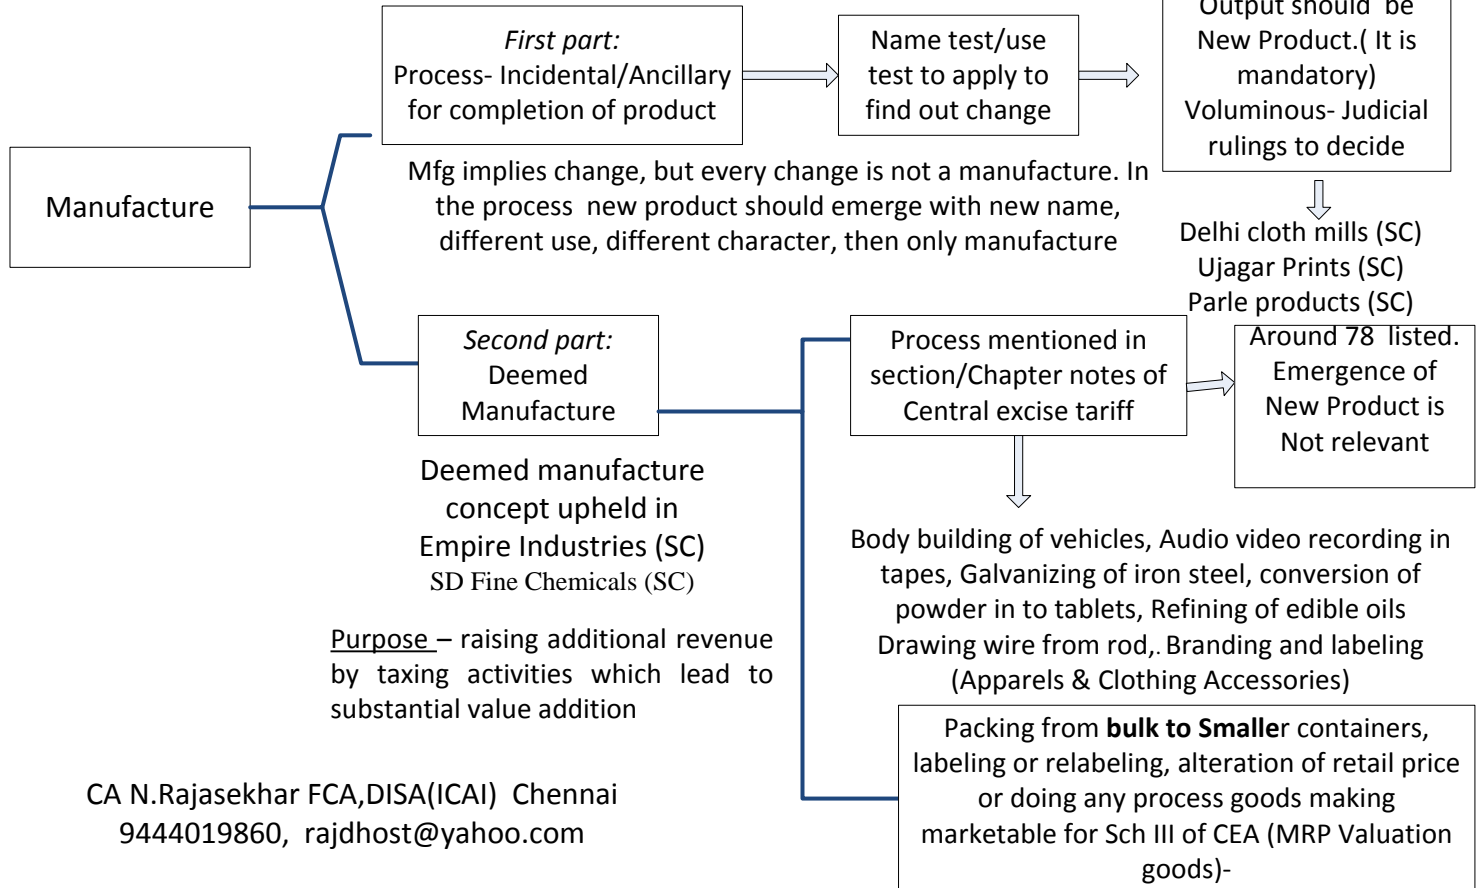 Manufacture
First part:
Process- Incidental/Ancillary
for completion of product
Name test/use
test to apply to
find out change
Output should be
New Product.( It is
mandatory)
Voluminous- Judicial
rulings to decide
Mfg implies change, but every change is not a manufacture. In
the process new product should emerge with new name,
different use, different character, then only manufacture
Delhi cloth mills (SC)
Ujagar Prints (SC)
Parle products (SC)
Second part:
Deemed
Manufacture
Process mentioned in
section/Chapter notes of
Central excise tariff
Around 78 listed.
Emergence of
New Product is
Not relevant
Deemed manufacture
concept upheld in
Empire Industries (SC)
SD Fine Chemicals (SC)
Purpose – raising additional revenue
by taxing activities which lead to
substantial value addition
Body building of vehicles, Audio video recording in
tapes, Galvanizing of iron steel, conversion of
powder in to tablets, Refining of edible oils
Drawing wire from rod,. Branding and labeling
(Apparels & Clothing Accessories)
Packing from bulk to Smaller containers,
labeling or relabeling, alteration of retail price
or doing any process goods making
marketable for Sch III of CEA (MRP Valuation
goods)-
CA N.Rajasekhar FCA,DISA(ICAI) Chennai
9444019860, rajdhost@yahoo.com